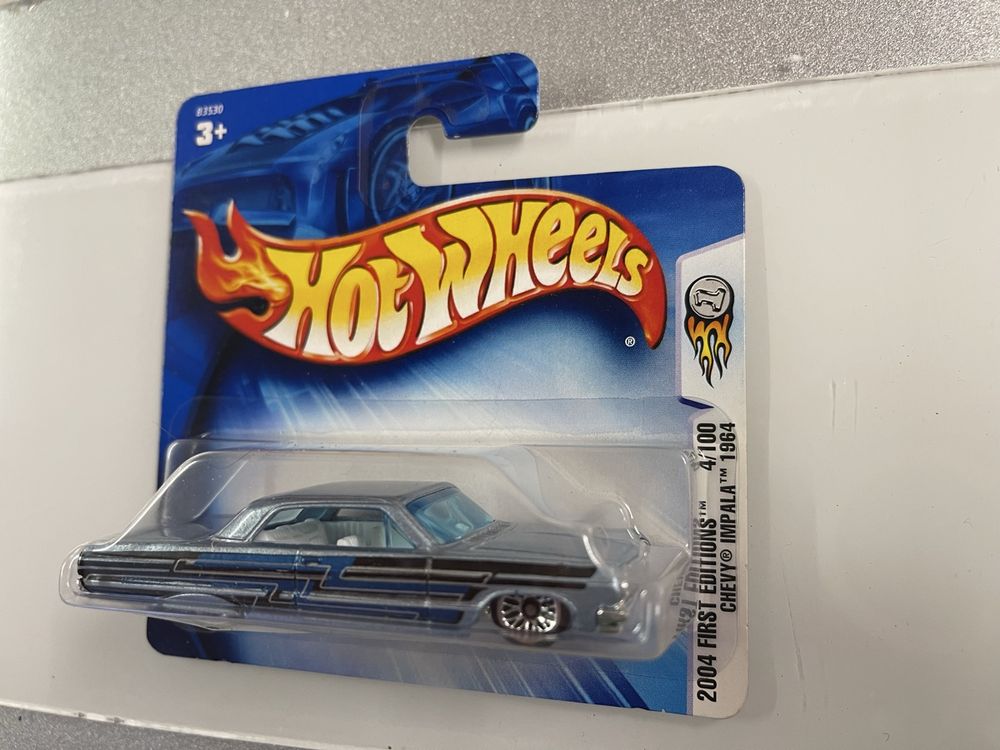 B3530
3+
HOT WHEELS
®
2004 FIRST EDITIONS™ 4/100
CHEVY® IMPALA™ 1964